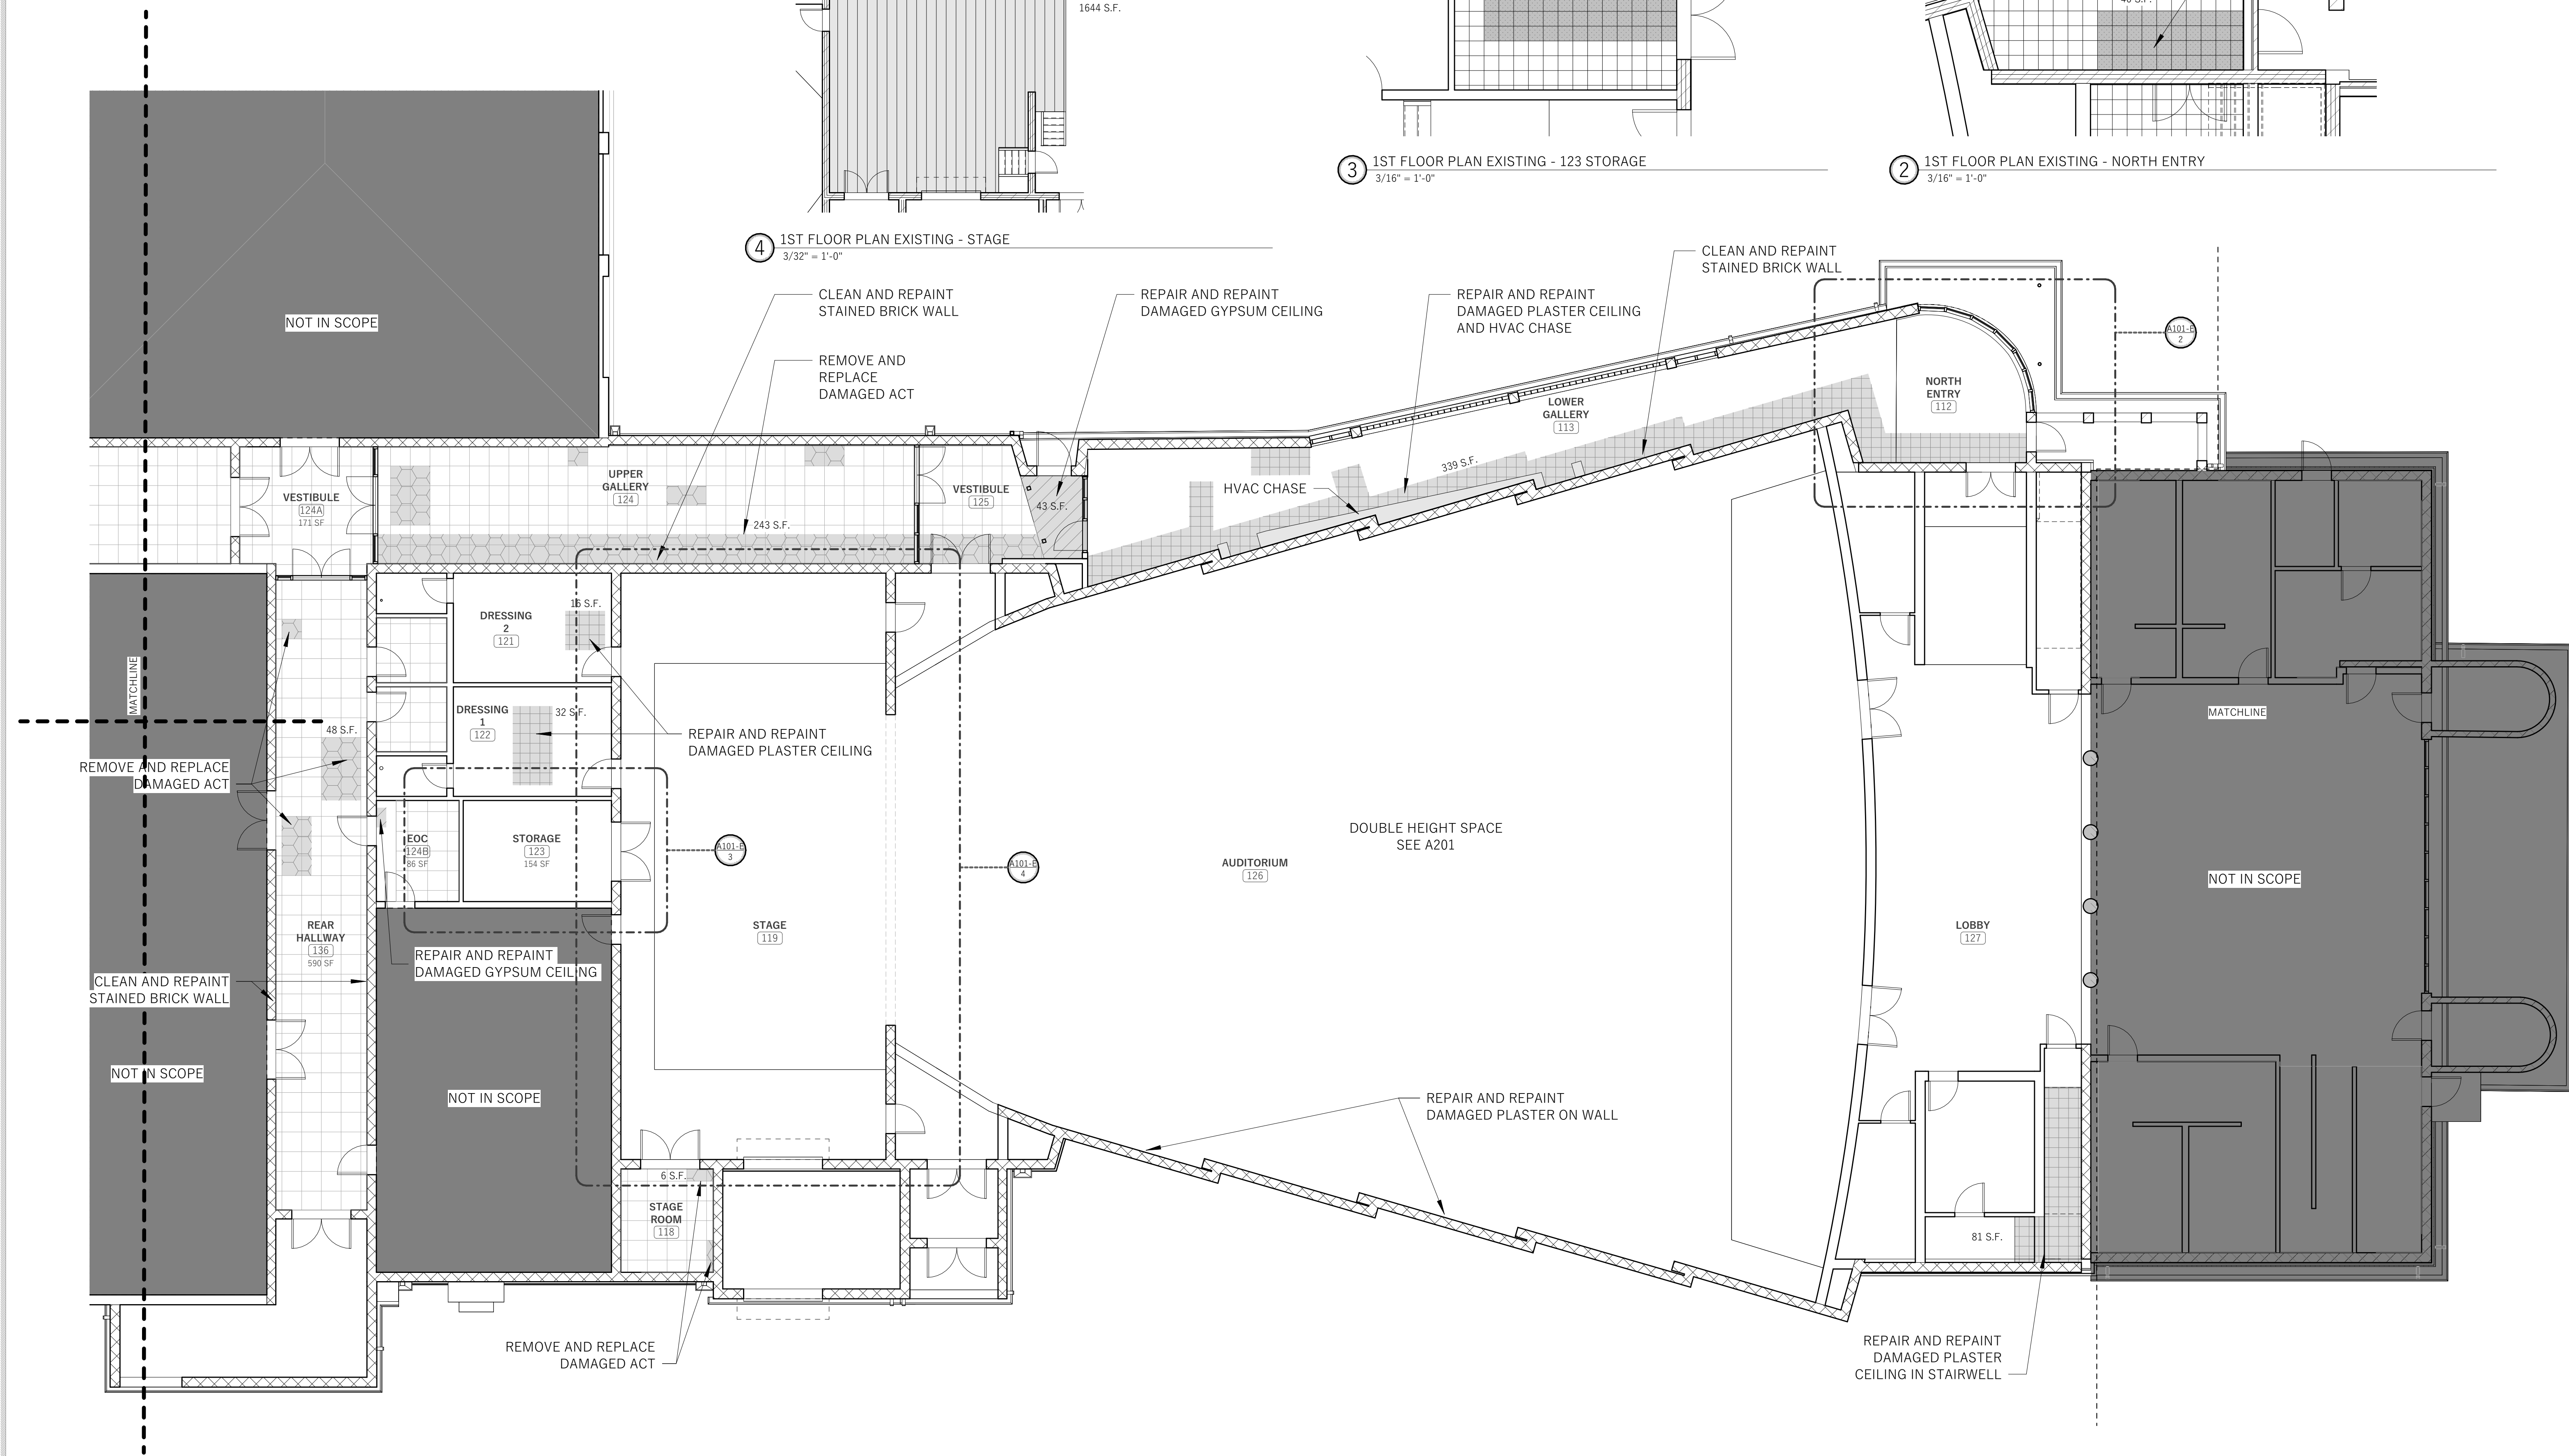 1644 S.F.
3
1ST FLOOR PLAN EXISTING - 123 STORAGE
3/16" = 1'-0"
2
1ST FLOOR PLAN EXISTING - NORTH ENTRY
3/16" = 1'-0"
4
1ST FLOOR PLAN EXISTING - STAGE
3/32" = 1'-0"
CLEAN AND REPAINT
STAINED BRICK WALL
CLEAN AND REPAINT
STAINED BRICK WALL
REPAIR AND REPAINT
DAMAGED GYPSUM CEILING
REPAIR AND REPAINT
DAMAGED PLASTER CEILING
AND HVAC CHASE
NOT IN SCOPE
A101-E
2
REMOVE AND
REPLACE
DAMAGED ACT
NORTH
ENTRY
112
LOWER
GALLERY
113
339 S.F.
HVAC CHASE
UPPER
GALLERY
124
VESTIBULE
124A
171 SF
VESTIBULE
125
43 S.F.
243 S.F.
DRESSING
2
121
16 S.F.
MATCHLINE
DRESSING
1
122
32 S.F.
MATCHLINE
48 S.F.
REPAIR AND REPAINT
DAMAGED PLASTER CEILING
REMOVE AND REPLACE
DAMAGED ACT
EOC
124B
86 SF
STORAGE
123
154 SF
A101-E
3
A101-E
4
DOUBLE HEIGHT SPACE
SEE A201
AUDITORIUM
126
NOT IN SCOPE
REAR
HALLWAY
136
590 SF
STAGE
119
LOBBY
127
REPAIR AND REPAINT
DAMAGED GYPSUM CEILING
CLEAN AND REPAINT
STAINED BRICK WALL
NOT IN SCOPE
NOT IN SCOPE
REPAIR AND REPAINT
DAMAGED PLASTER ON WALL
6 S.F.
STAGE
ROOM
118
81 S.F.
REMOVE AND REPLACE
DAMAGED ACT
REPAIR AND REPAINT
DAMAGED PLASTER
CEILING IN STAIRWELL